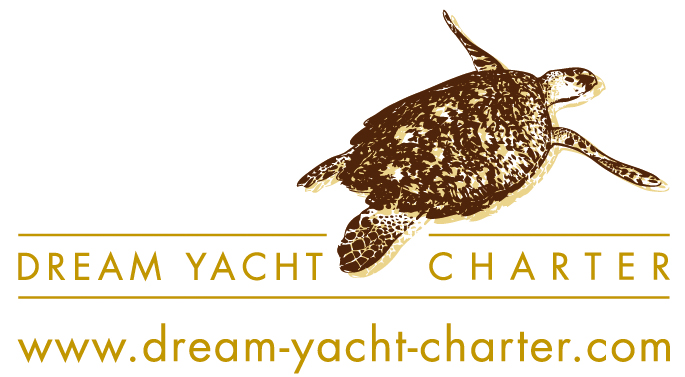 DREAM YACHT CHARTER
www.dream-yacht-charter.com